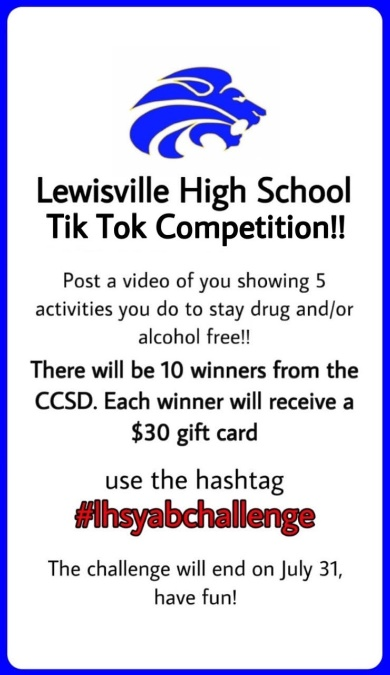 Lewisville High School
Tik Tok Competition!!
Post a video of you showing 5
activities you do to stay drug and/or
alcohol free!!
There will be 10 winners from the
CCSD. Each winner will receive a
$30 gift card
use the hashtag
#lhsyabchallenge
The challenge will end on July 31,
have fun!